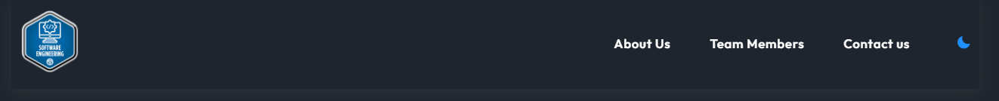 SOFTWARE
ENGINEERING
About Us
Team Members
Contact us